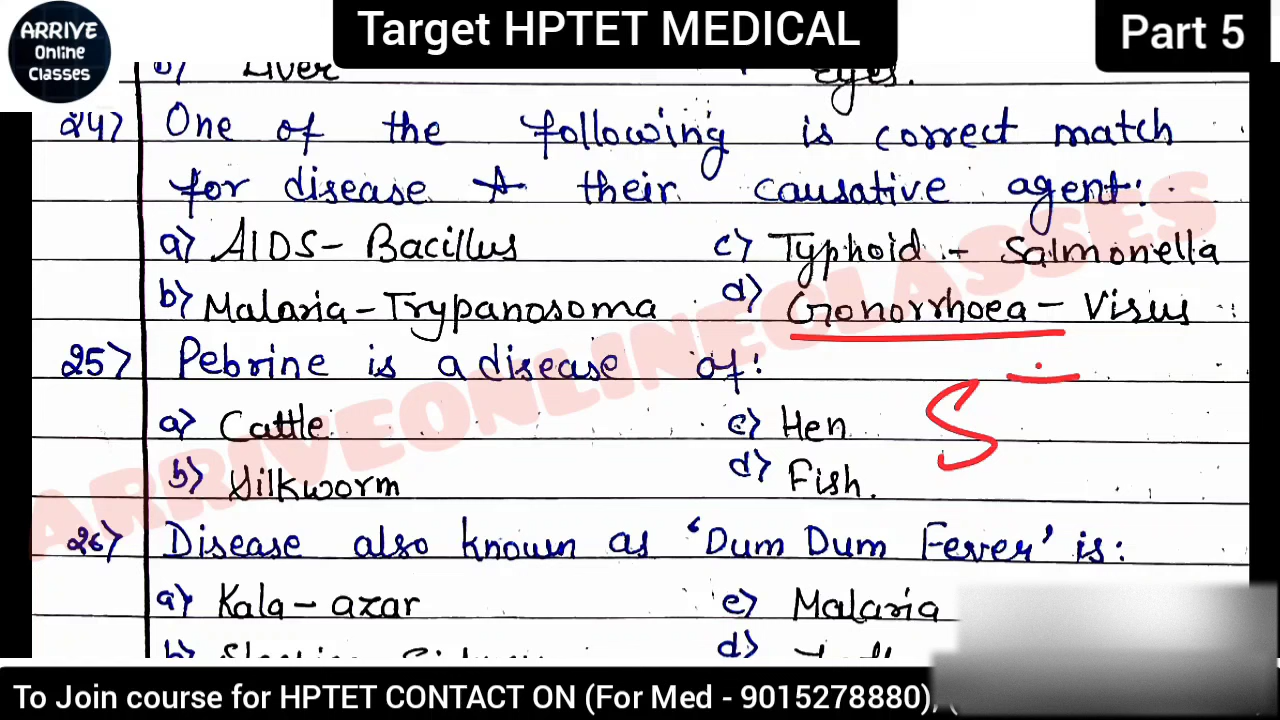 ARRIVE
Online
Classes
Target HPTET MEDICAL
Part 5
b) Liver
eyes.
24) One of the following is correct match
for disease & their causative agent:
a) AIDS - Bacillus
c) Typhoid - Salmonella
b) Malaria - Trypanosoma
d) Gonorrhoea - Virus
25) Pebrine is a disease of:
a) Cattle
c) Hen
b) Silkworm
d) Fish.
S
26) Disease also known as 'Dum Dum Fever' is:
a) Kala-azar
c) Malaria
b)
d)
ARRIVEONLINECLASSES
To Join course for HPTET CONTACT ON (For Med - 9015278880), (